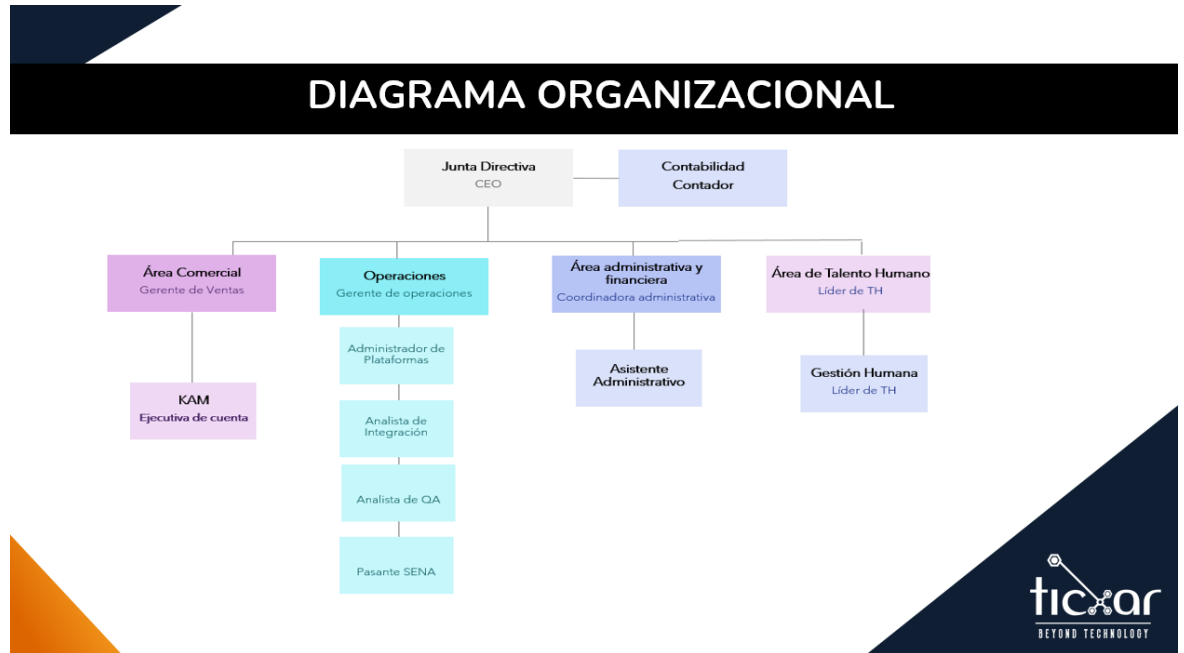 DIAGRAMA ORGANIZACIONAL
Junta Directiva
CEO
Contabilidad
Contador
Área Comercial
Gerente de Ventas
Operaciones
Gerente de operaciones
Área administrativa y
financiera
Coordinadora administrativa
Área de Talento Humano
Líder de TH
Administrador de
Plataformas
Asistente
Administrativo
Gestión Humana
Líder de TH
KAM
Ejecutiva de cuenta
Analista de
Integración
Analista de QA
Pasante SENA
ticxar
BEYOND TECHNOLOGY